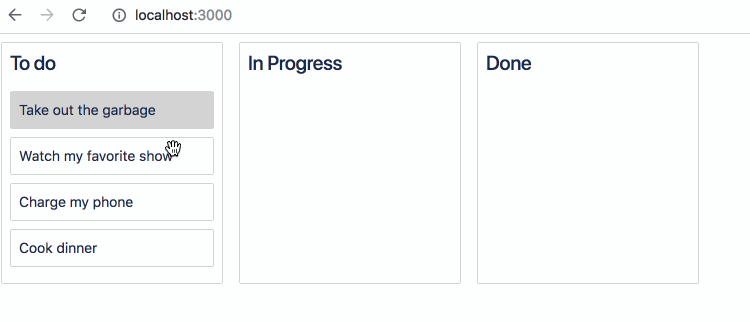 localhost:3000
To do
In Progress
Done
Take out the garbage
Watch my favorite show
Charge my phone
Cook dinner